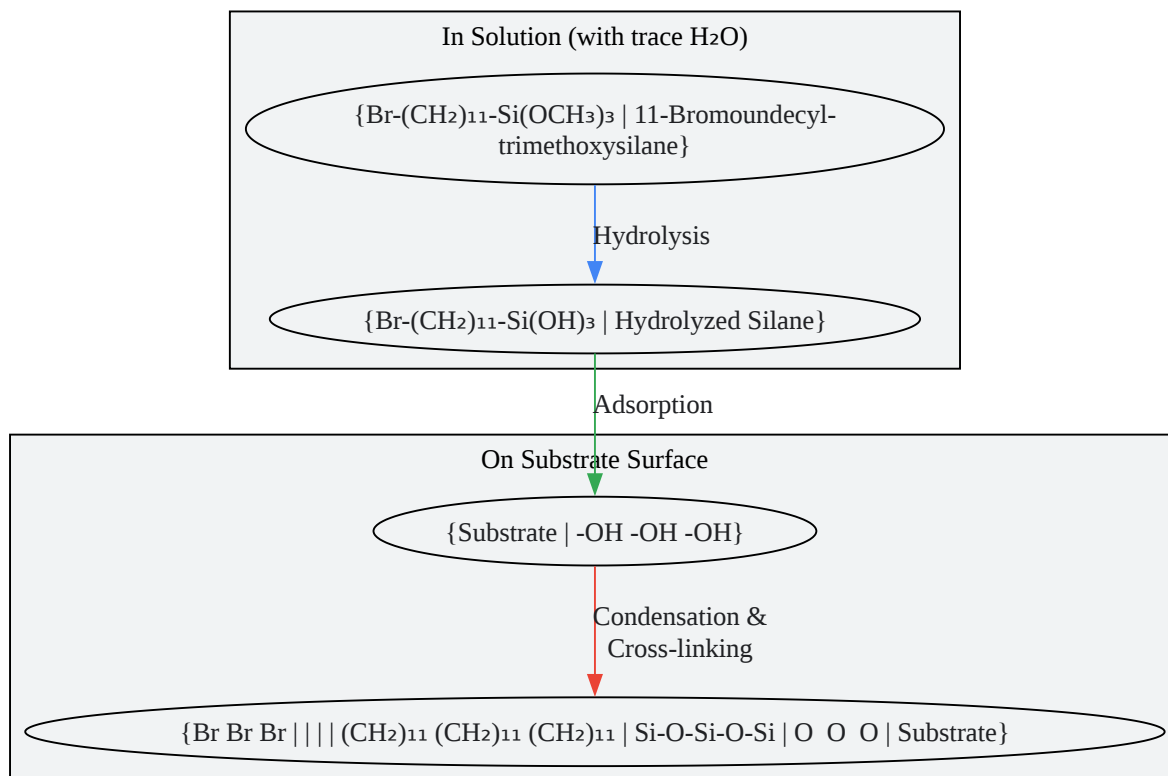 In Solution (with trace H₂O)
{Br-(CH₂)₁₁-Si(OCH₃)₃ | 11-Bromoundecyl-
trimethoxysilane}
Hydrolysis
{Br-(CH₂)₁₁-Si(OH)₃ | Hydrolyzed Silane}
Adsorption
On Substrate Surface
{Substrate | -OH -OH -OH}
Condensation &
Cross-linking
{Br Br Br | | | | (CH₂)₁₁ (CH₂)₁₁ (CH₂)₁₁ | Si-O-Si-O-Si | O  O  O | Substrate}